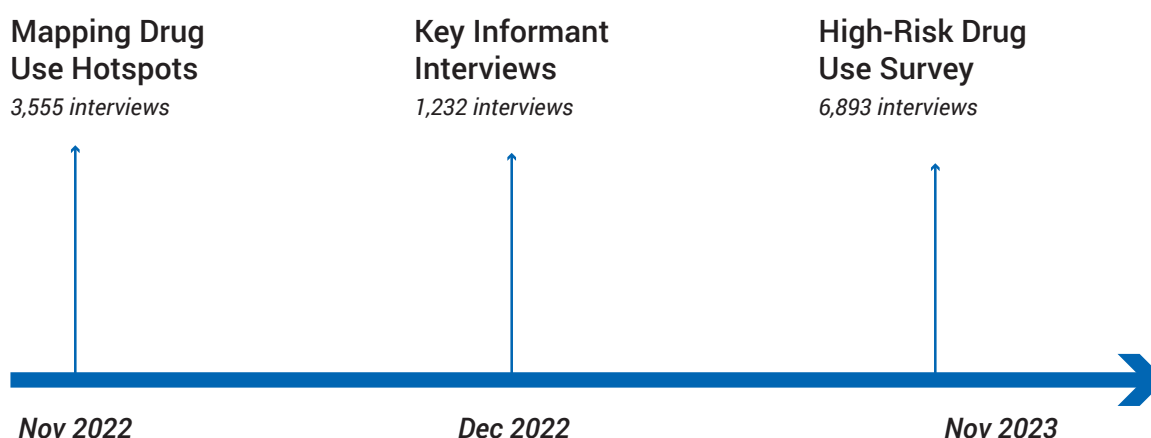 Mapping Drug
Use Hotspots
3,555 interviews
Key Informant
Interviews
1,232 interviews
High-Risk Drug
Use Survey
6,893 interviews
Nov 2022
Dec 2022
Nov 2023